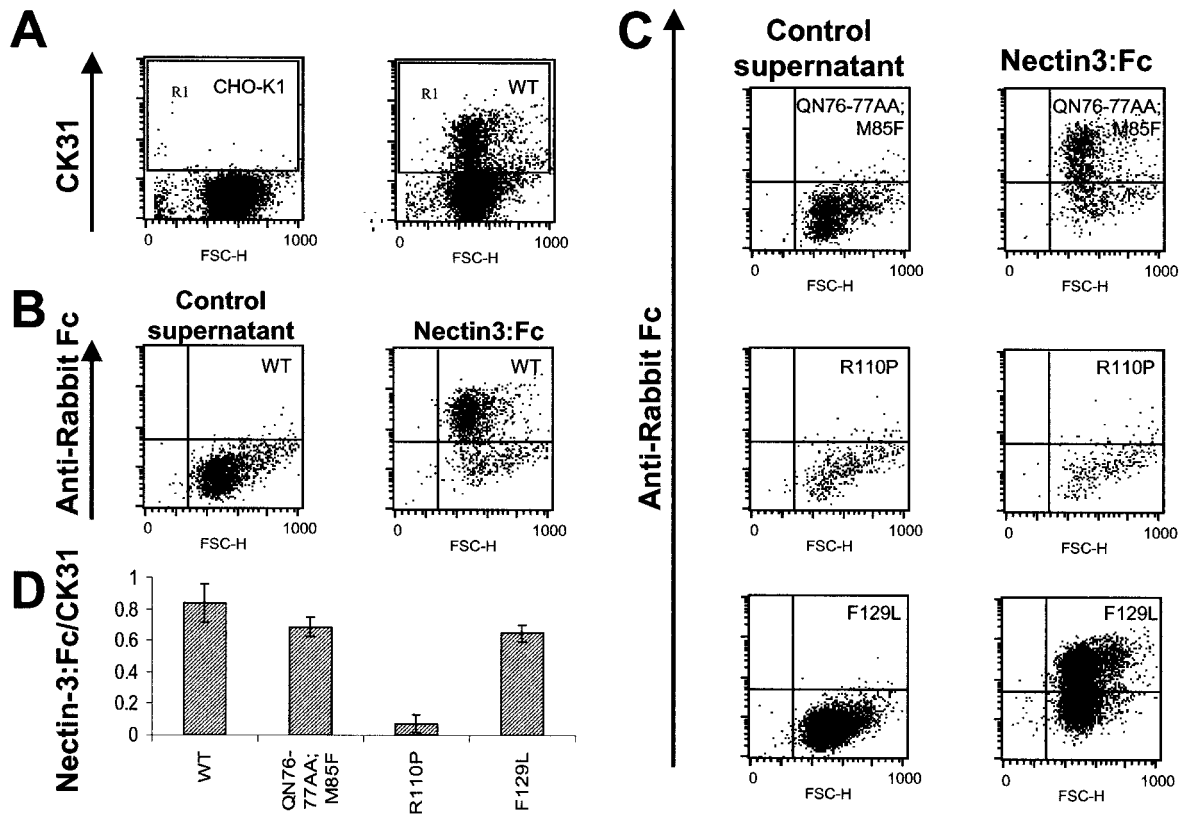 A
CK31
R1 CHO-K1
0 1000
FSC-H
R1 WT
0 1000
FSC-H
B
Anti-Rabbit Fc
Control
supernatant
WT
0 1000
FSC-H
Nectin3:Fc
WT
0 1000
FSC-H
C
Anti-Rabbit Fc
Control
supernatant
Nectin3:Fc
QN76-77AA;
M85F
0 1000
FSC-H
QN76-77AA;
M85F
0 1000
FSC-H
R110P
0 1000
FSC-H
R110P
0 1000
FSC-H
F129L
0 1000
FSC-H
F129L
0 1000
FSC-H
D
Nectin-3:Fc/CK31
1
0.8
0.6
0.4
0.2
0
WT
QN76-
77AA;
M85F
R110P
F129L